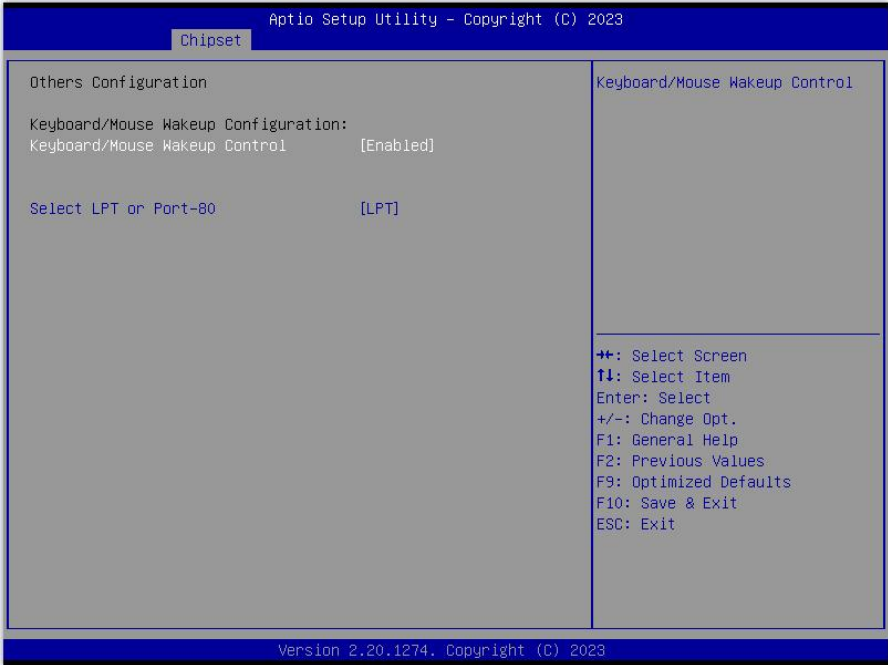 Aptio Setup Utility – Copyright (C) 2023
Chipset
Others Configuration
Keyboard/Mouse Wakeup Configuration:
Keyboard/Mouse Wakeup Control [Enabled]
Select LPT or Port-80 [LPT]
Keyboard/Mouse Wakeup Control
→←: Select Screen
↑↓: Select Item
Enter: Select
+/-: Change Opt.
F1: General Help
F2: Previous Values
F9: Optimized Defaults
F10: Save & Exit
ESC: Exit
Version 2.20.1274. Copyright (C) 2023